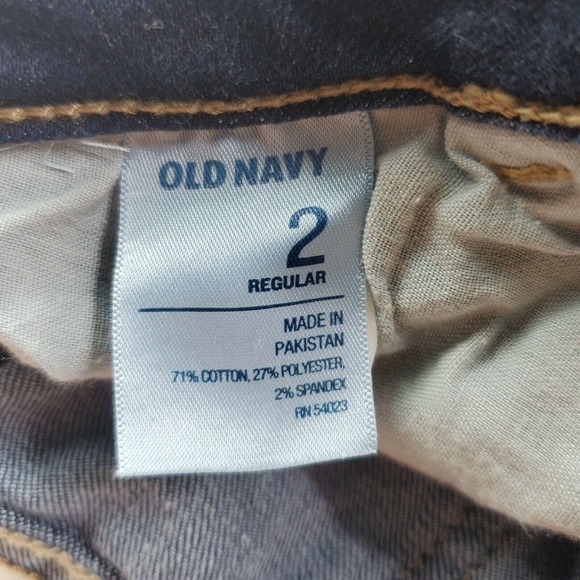 OLD NAVY
2
REGULAR
MADE IN
PAKISTAN
71% COTTON, 27% POLYESTER,
2% SPANDEX
RN 54023